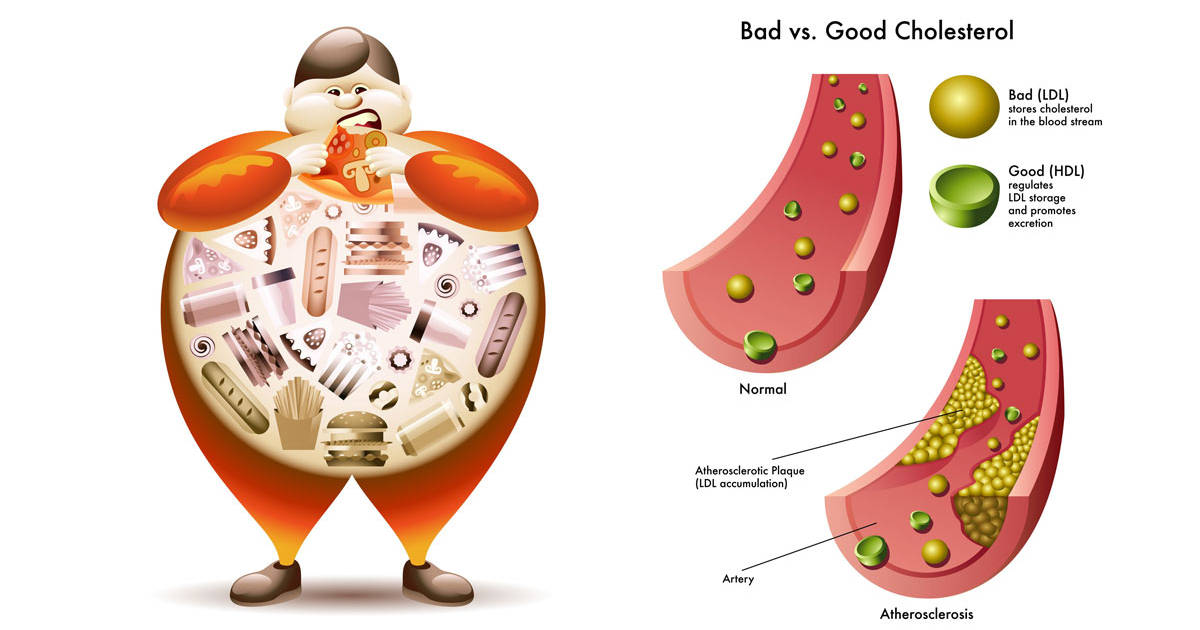 Bad vs. Good Cholesterol
Bad (LDL)
stores cholesterol
in the blood stream
Good (HDL)
regulates
LDL storage
and promotes
excretion
Normal
Atherosclerotic Plaque
(LDL accumulation)
Artery
Atherosclerosis